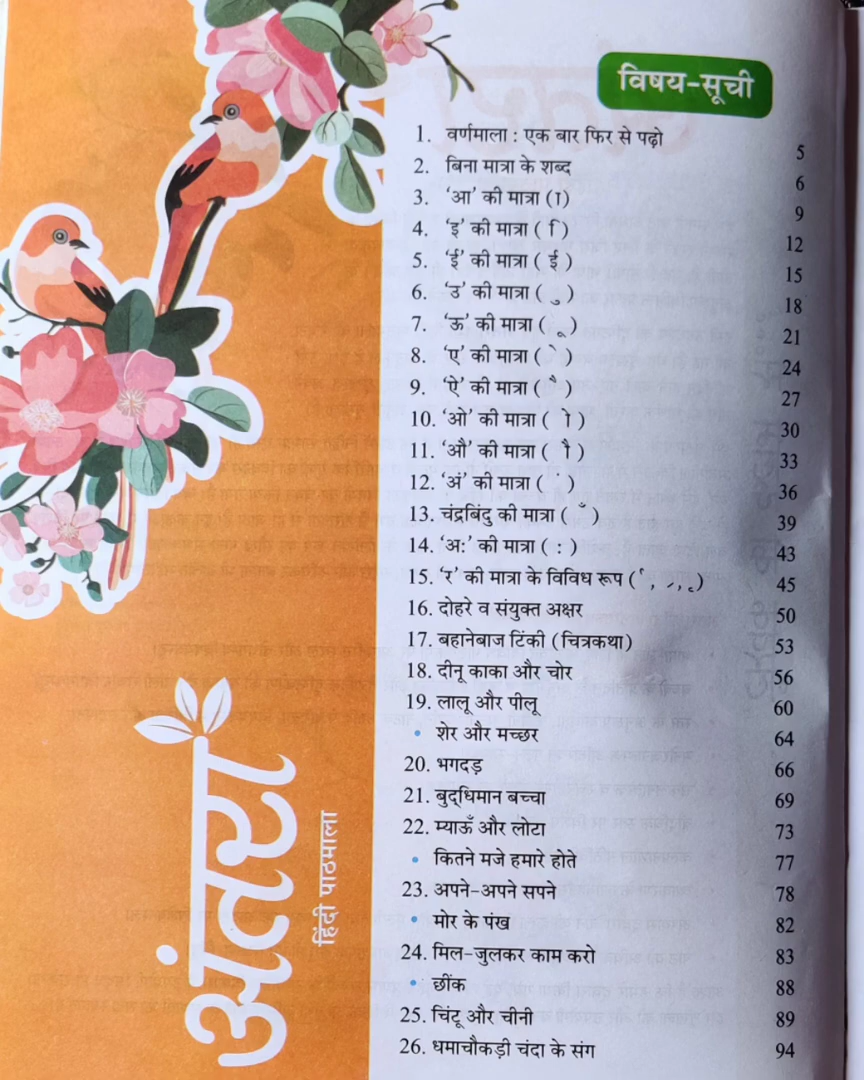 विषय-सूची
1. वर्णमाला : एक बार फिर से पढ़ो 5
2. बिना मात्रा के शब्द 6
3. ‘आ’ की मात्रा (ा) 9
4. ‘इ’ की मात्रा ( ि) 12
5. ‘ई’ की मात्रा ( ई ) 15
6. ‘उ’ की मात्रा ( ु ) 18
7. ‘ऊ’ की मात्रा ( ू ) 21
8. ‘ए’ की मात्रा ( े ) 24
9. ‘ऐ’ की मात्रा ( ै ) 27
10. ‘ओ’ की मात्रा ( ो ) 30
11. ‘औ’ की मात्रा ( ौ ) 33
12. ‘अं’ की मात्रा ( ं ) 36
13. चंद्रबिंदु की मात्रा ( ँ ) 39
14. ‘अः’ की मात्रा ( : ) 43
15. ‘र’ की मात्रा के विविध रूप ( र्, ्र, ृ ) 45
16. दोहरे व संयुक्त अक्षर 50
17. बहानेबाज टिंकी (चित्रकथा) 53
18. दीनू काका और चोर 56
19. लालू और पीलू 60
• शेर और मच्छर 64
20. भगदड़ 66
21. बुद्धिमान बच्चा 69
22. म्याऊँ और लोटा 73
• कितने मजे हमारे होते 77
23. अपने-अपने सपने 78
• मोर के पंख 82
24. मिल-जुलकर काम करो 83
• छींक 88
25. चिंटू और चीनी 89
26. धमाचौकड़ी चंदा के संग 94
अंतरा
हिंदी पाठमाला